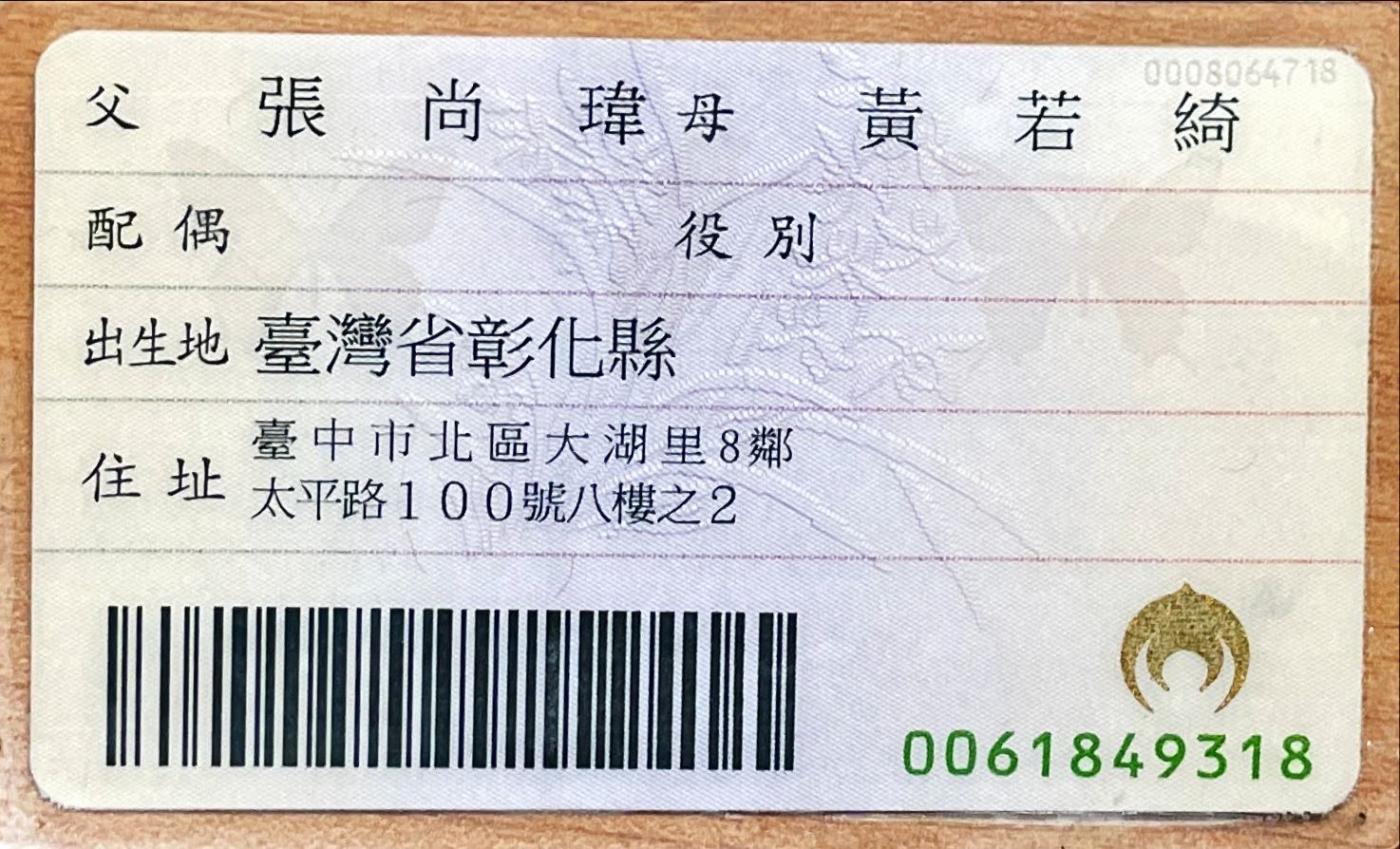 0008064718
父 張尚瑋 母 黃若綺
配偶 役別
出生地 臺灣省彰化縣
住址 臺中市北區大湖里8鄰
太平路100號八樓之2
0061849318